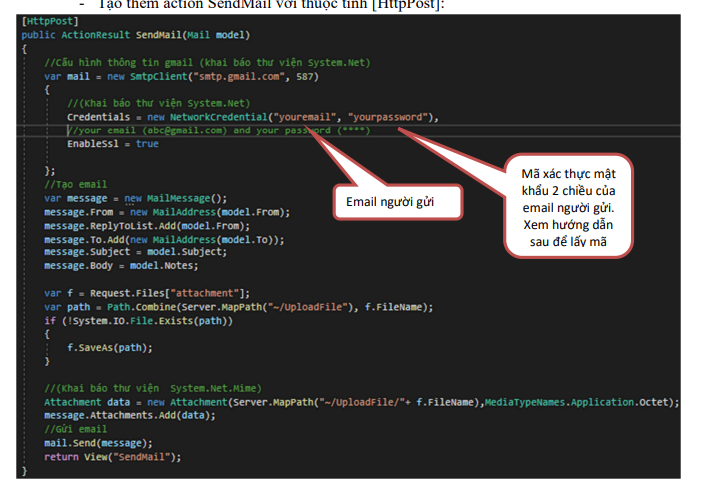 - Tạo thêm action SendMail với thuộc tính [HttpPost]:
[HttpPost]
public ActionResult SendMail(Mail model)
{
//Cấu hình thông tin gmail (khai báo thư viện System.Net)
var mail = new SmtpClient("smtp.gmail.com", 587)
{
//(Khai báo thư viện System.Net)
Credentials = new NetworkCredential("youremail", "yourpassword"),
//your email (abc@gmail.com) and your password (****)
EnableSsl = true
};
//Tạo email
var message = new MailMessage();
message.From = new MailAddress(model.From);
message.ReplyToList.Add(model.From);
message.To.Add(new MailAddress(model.To));
message.Subject = model.Subject;
message.Body = model.Notes;
Email người gửi
Mã xác thực mật
khẩu 2 chiều của
email người gửi.
Xem hướng dẫn
sau để lấy mã
var f = Request.Files["attachment"];
var path = Path.Combine(Server.MapPath("~/UploadFile"), f.FileName);
if (!System.IO.File.Exists(path))
{
f.SaveAs(path);
}
//(Khai báo thư viện System.Net.Mime)
Attachment data = new Attachment(Server.MapPath("~/UploadFile/"+ f.FileName),MediaTypeNames.Application.Octet);
message.Attachments.Add(data);
//Gửi email
mail.Send(message);
return View("SendMail");
}